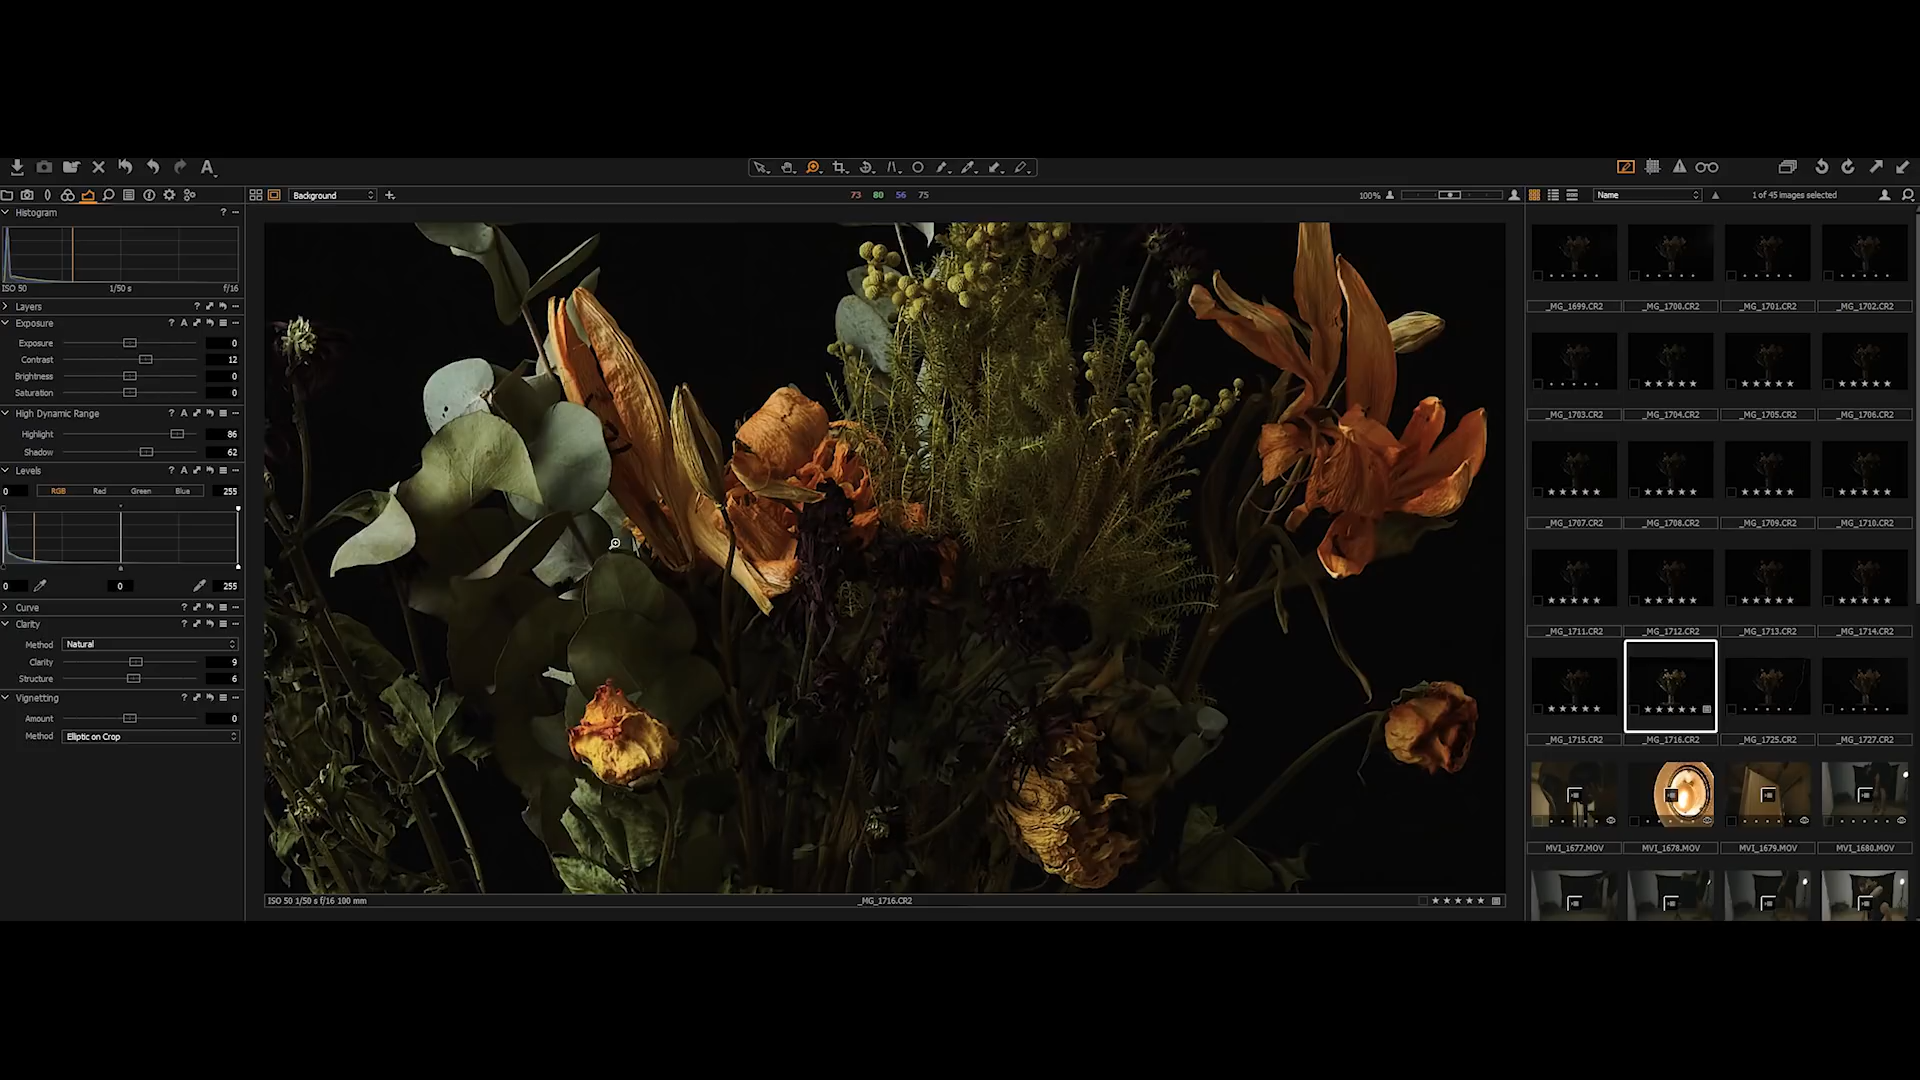 A
Background
73 80 56 75
100%
Name
1 of 45 images selected
Histogram
ISO 50 1/50 s f/16
Layers
Exposure
Exposure 0
Contrast 12
Brightness 0
Saturation 0
High Dynamic Range
Highlight 86
Shadow 62
Levels
0 RGB Red Green Blue 255
0 0 255
Curve
Clarity
Method Natural
Clarity 9
Structure 6
Vignetting
Amount 0
Method Elliptic on Crop
ISO 50 1/50 s f/16 100 mm
_MG_1716.CR2
_MG_1699.CR2 _MG_1700.CR2 _MG_1701.CR2 _MG_1702.CR2
_MG_1703.CR2 _MG_1704.CR2 _MG_1705.CR2 _MG_1706.CR2
_MG_1707.CR2 _MG_1708.CR2 _MG_1709.CR2 _MG_1710.CR2
_MG_1711.CR2 _MG_1712.CR2 _MG_1713.CR2 _MG_1714.CR2
_MG_1715.CR2 _MG_1716.CR2 _MG_1725.CR2 _MG_1727.CR2
MVI_1677.MOV MVI_1678.MOV MVI_1679.MOV MVI_1680.MOV